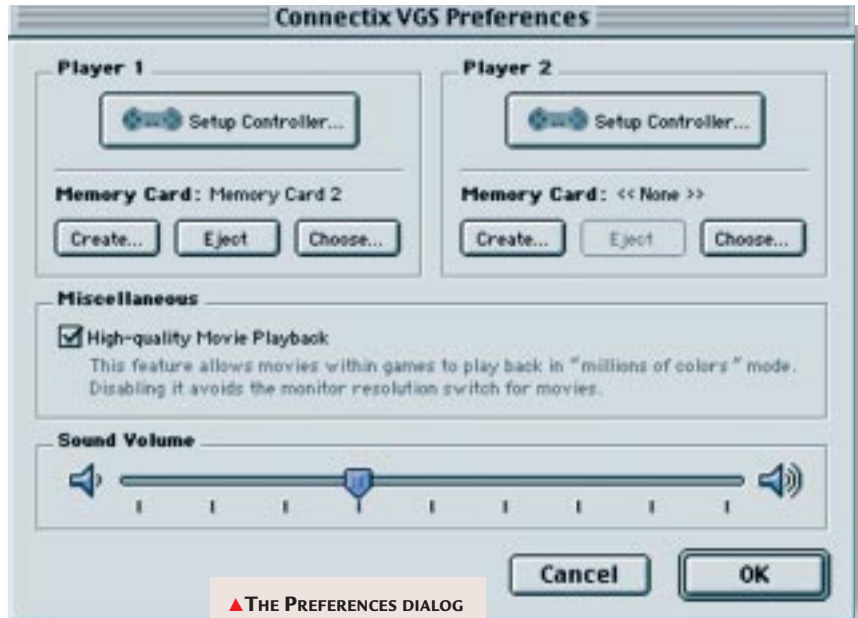 Connectix VGS Preferences
Player 1
Setup Controller...
Memory Card: Memory Card 2
Create... Eject Choose...
Player 2
Setup Controller...
Memory Card: << None >>
Create... Eject Choose...
Miscellaneous
High-quality Movie Playback
This feature allows movies within games to play back in "millions of colors" mode.
Disabling it avoids the monitor resolution switch for movies.
Sound Volume
Cancel OK
▲THE PREFERENCES DIALOG